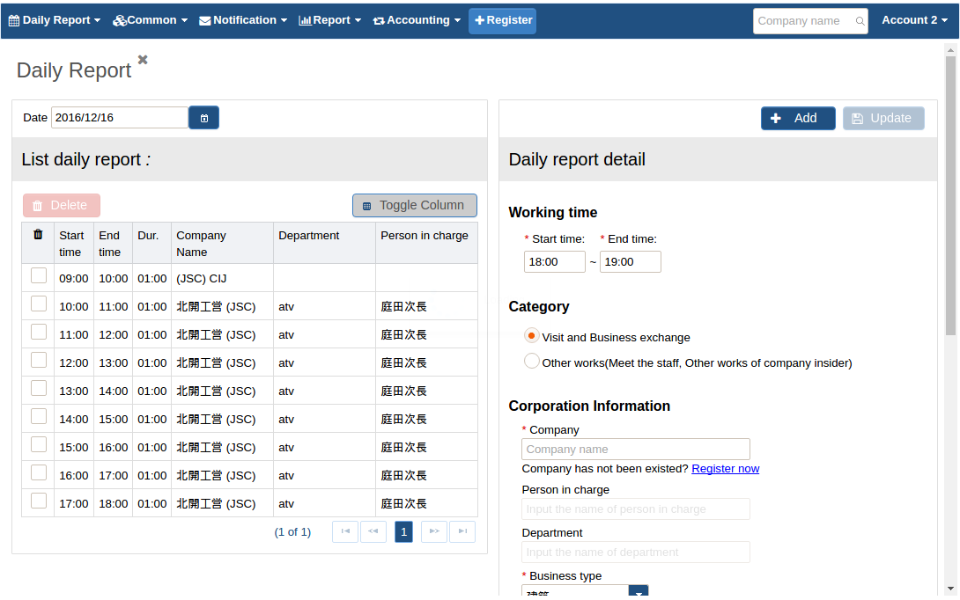 Daily Report Common Notification Report Accounting Register Company name Account 2
Daily Report
Date 2016/12/16
Add Update
List daily report :
Daily report detail
Delete Toggle Column
Start time End time Dur. Company Name Department Person in charge
09:00 10:00 01:00 (JSC) CIJ
10:00 11:00 01:00 北開工営 (JSC) atv 庭田次長
11:00 12:00 01:00 北開工営 (JSC) atv 庭田次長
12:00 13:00 01:00 北開工営 (JSC) atv 庭田次長
13:00 14:00 01:00 北開工営 (JSC) atv 庭田次長
14:00 15:00 01:00 北開工営 (JSC) atv 庭田次長
15:00 16:00 01:00 北開工営 (JSC) atv 庭田次長
16:00 17:00 01:00 北開工営 (JSC) atv 庭田次長
17:00 18:00 01:00 北開工営 (JSC) atv 庭田次長
(1 of 1) 1
Working time
* Start time: * End time:
18:00 ~ 19:00
Category
Visit and Business exchange
Other works(Meet the staff, Other works of company insider)
Corporation Information
* Company
Company name
Company has not been existed? Register now
Person in charge
Input the name of person in charge
Department
Input the name of department
* Business type
建築